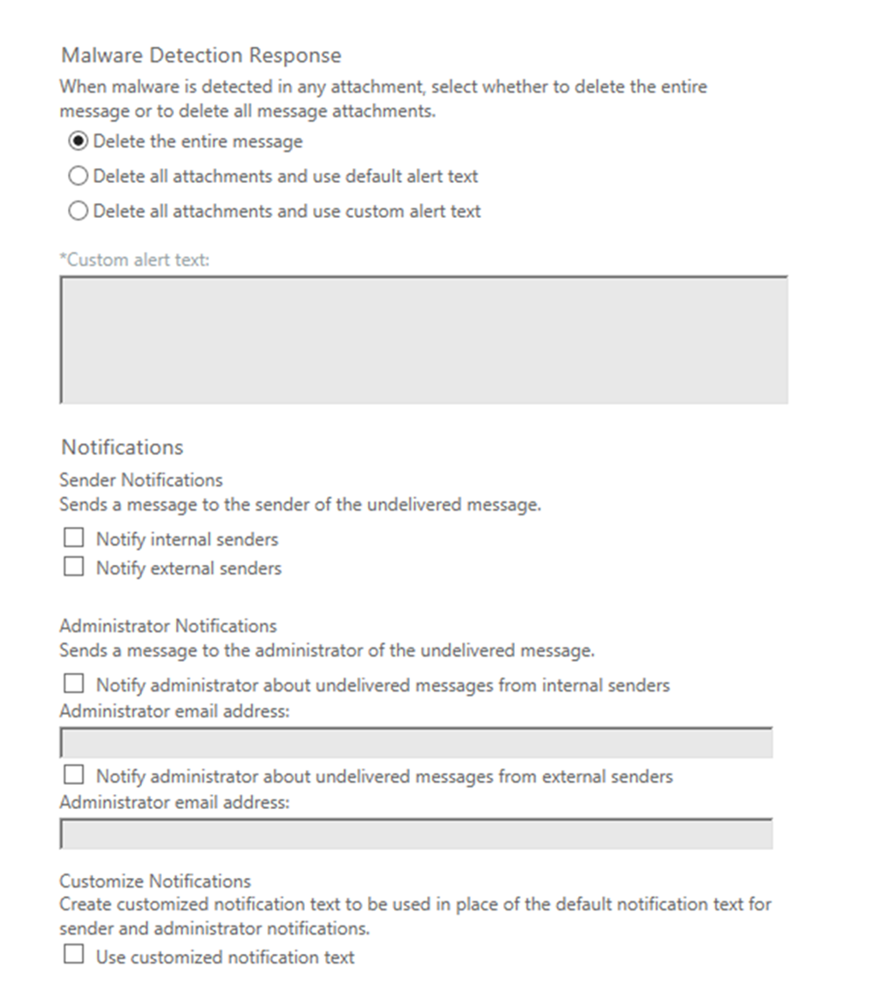 Malware Detection Response
When malware is detected in any attachment, select whether to delete the entire
message or to delete all message attachments.
Delete the entire message
Delete all attachments and use default alert text
Delete all attachments and use custom alert text
*Custom alert text:
Notifications
Sender Notifications
Sends a message to the sender of the undelivered message.
Notify internal senders
Notify external senders
Administrator Notifications
Sends a message to the administrator of the undelivered message.
Notify administrator about undelivered messages from internal senders
Administrator email address:
Notify administrator about undelivered messages from external senders
Administrator email address:
Customize Notifications
Create customized notification text to be used in place of the default notification text for
sender and administrator notifications.
Use customized notification text